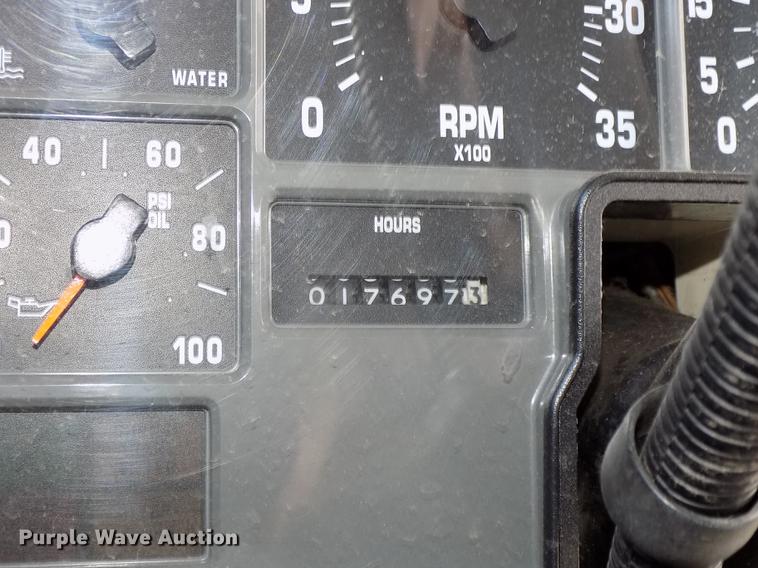 WATER
0
RPM
X100
30
35
15
5
0
40 60
PSI
OIL
80
100
HOURS
0176973
Purple Wave Auction